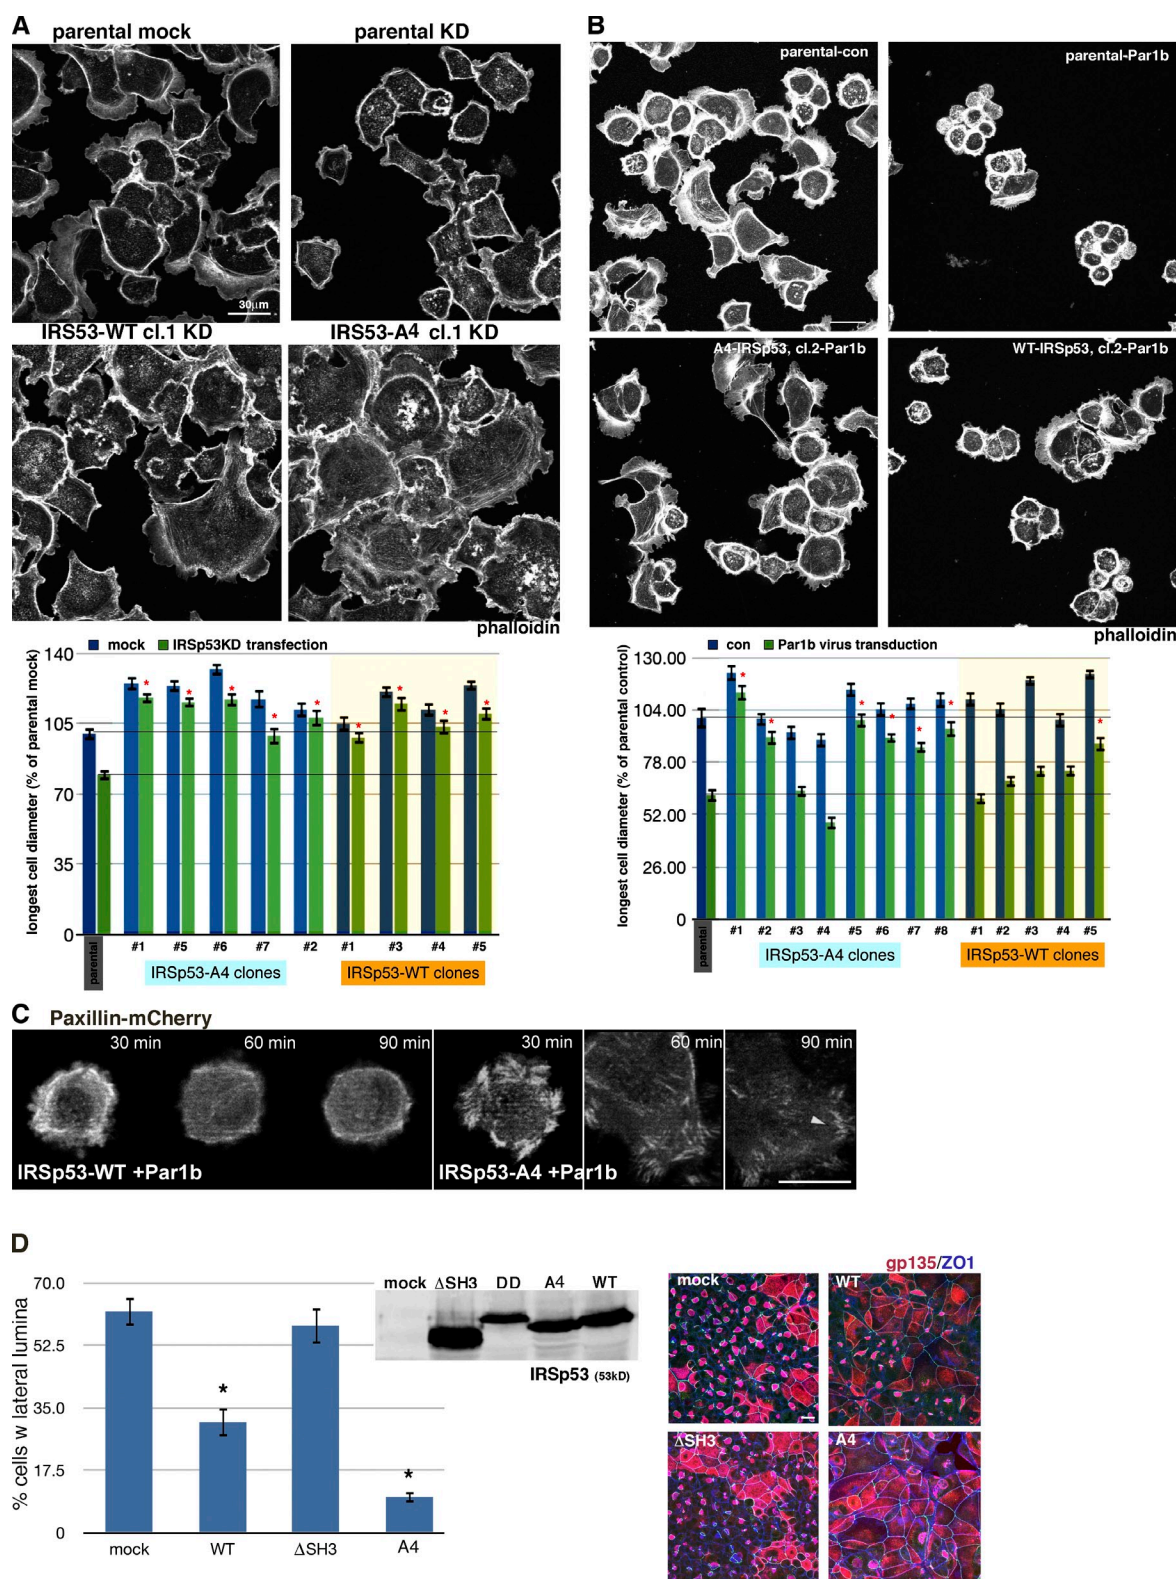 A
parental mock
parental KD
30µm
IRS53-WT cl.1 KD
IRS53-A4 cl.1 KD
phalloidin
mock
IRSp53KD transfection
longest cell diameter (% of parental mock)
140
105
70
35
0
parental
#1
#5
#6
#7
#2
#1
#3
#4
#5
IRSp53-A4 clones
IRSp53-WT clones
B
parental-con
parental-Par1b
A4-IRSp53, cl.2-Par1b
WT-IRSp53, cl.2-Par1b
phalloidin
con
Par1b virus transduction
longest cell diameter (% of parental control)
130.00
104.00
78.00
52.00
26.00
0
parental
#1
#2
#3
#4
#5
#6
#7
#8
#1
#2
#3
#4
#5
IRSp53-A4 clones
IRSp53-WT clones
C
Paxillin-mCherry
30 min
60 min
90 min
30 min
60 min
90 min
IRSp53-WT +Par1b
IRSp53-A4 +Par1b
D
% cells w lateral lumina
70.0
52.5
35.0
17.5
0
*
*
mock
WT
ΔSH3
A4
mock
ΔSH3
DD
A4
WT
IRSp53 (53kD)
gp135/ZO1
mock
WT
ΔSH3
A4